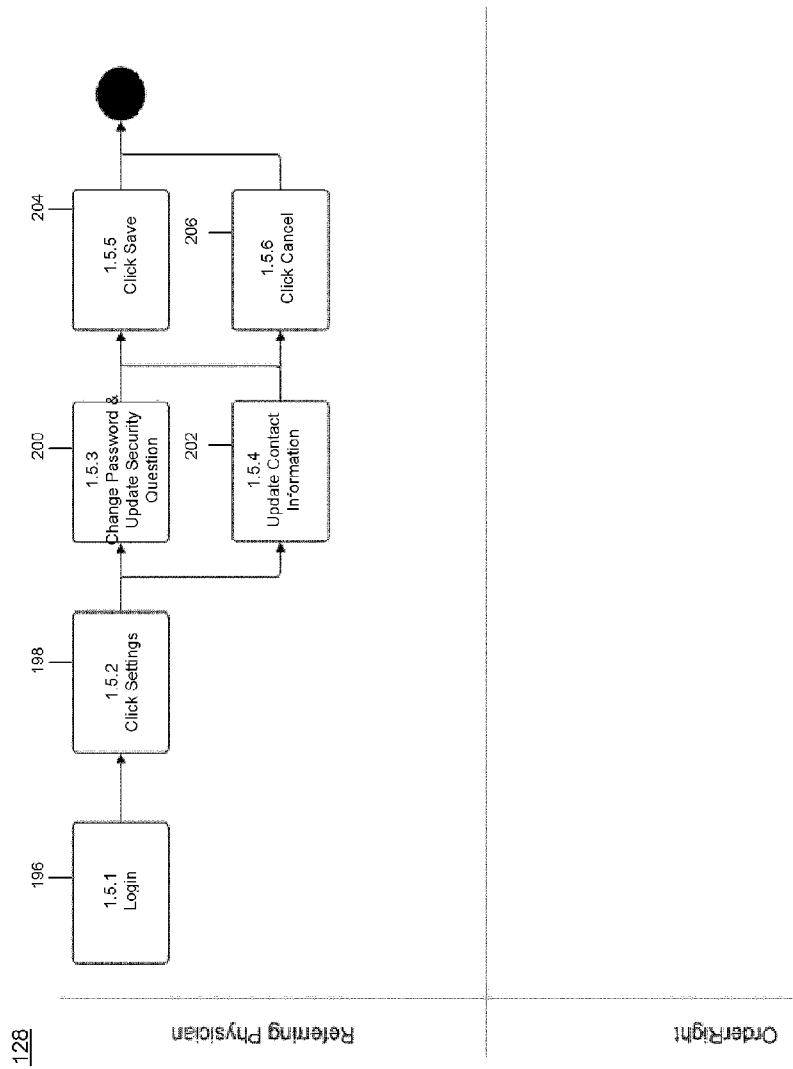 128
Referring Physician
OrderRight
196
1.5.1
Login
198
1.5.2
Click Settings
200
1.5.3
Change Password &
Update Security
Question
202
1.5.4
Update Contact
Information
204
1.5.5
Click Save
206
1.5.6
Click Cancel